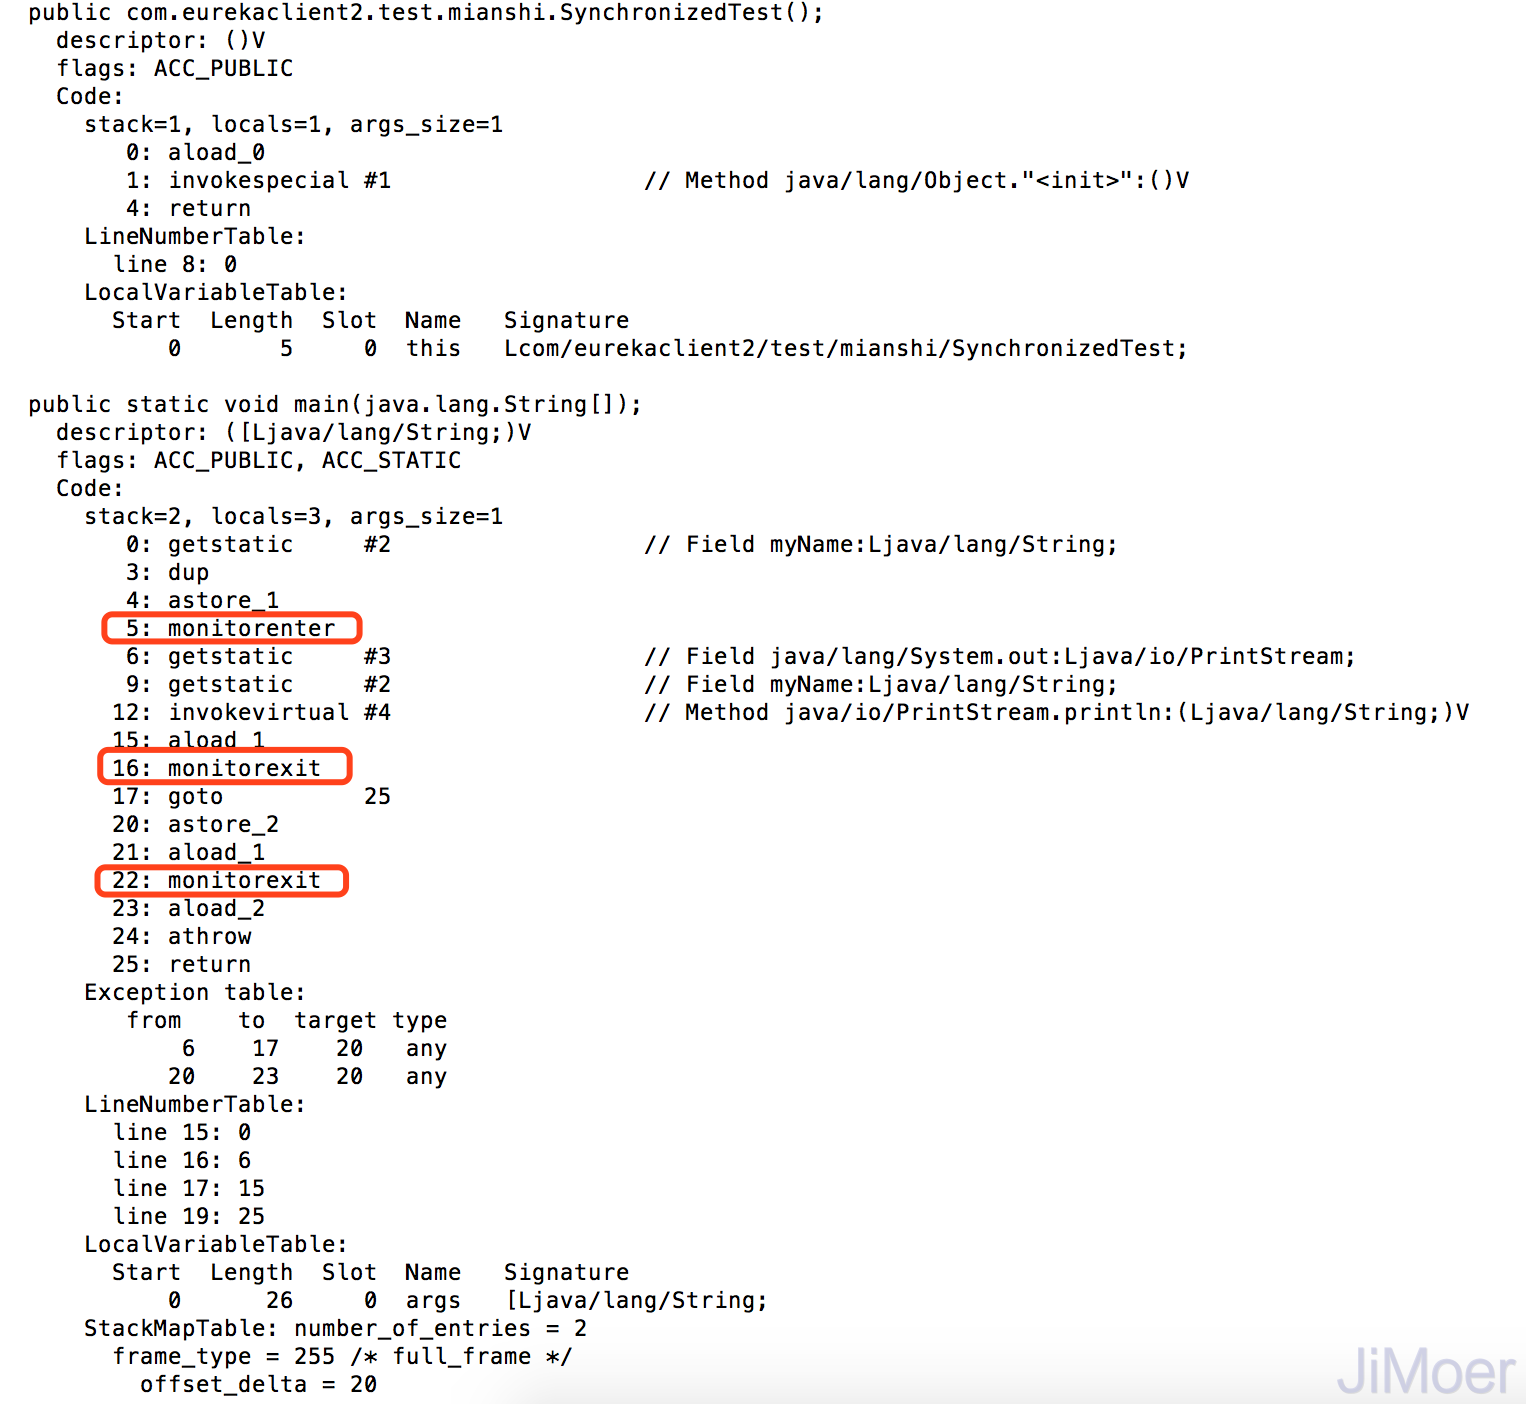 public com.eurekaclient2.test.mianshi.SynchronizedTest();
descriptor: ()V
flags: ACC_PUBLIC
Code:
stack=1, locals=1, args_size=1
0: aload_0
1: invokespecial #1 // Method java/lang/Object."<init>":()V
4: return
LineNumberTable:
line 8: 0
LocalVariableTable:
Start Length Slot Name Signature
0 5 0 this Lcom/eurekaclient2/test/mianshi/SynchronizedTest;
public static void main(java.lang.String[]);
descriptor: ([Ljava/lang/String;)V
flags: ACC_PUBLIC, ACC_STATIC
Code:
stack=2, locals=3, args_size=1
0: getstatic #2 // Field myName:Ljava/lang/String;
3: dup
4: astore_1
5: monitorenter
6: getstatic #3 // Field java/lang/System.out:Ljava/io/PrintStream;
9: getstatic #2 // Field myName:Ljava/lang/String;
12: invokevirtual #4 // Method java/io/PrintStream.println:(Ljava/lang/String;)V
15: aload_1
16: monitorexit
17: goto 25
20: astore_2
21: aload_1
22: monitorexit
23: aload_2
24: athrow
25: return
Exception table:
from to target type
6 17 20 any
20 23 20 any
LineNumberTable:
line 15: 0
line 16: 6
line 17: 15
line 19: 25
LocalVariableTable:
Start Length Slot Name Signature
0 26 0 args [Ljava/lang/String;
StackMapTable: number_of_entries = 2
frame_type = 255 /* full_frame */
offset_delta = 20
JiMoer